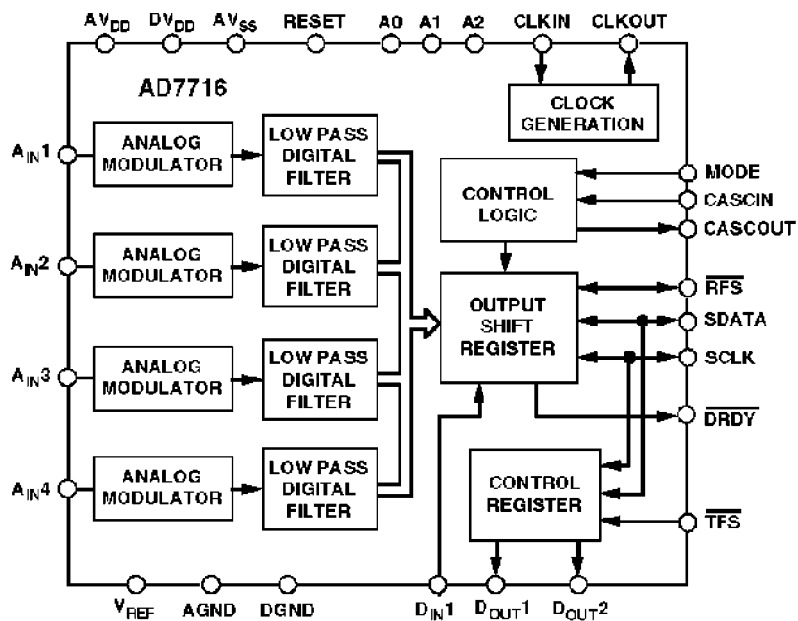 AVDD DVDD AVSS RESET A0 A1 A2 CLKIN CLKOUT
AD7716
CLOCK
GENERATION
AIN1
ANALOG
MODULATOR
LOW PASS
DIGITAL
FILTER
AIN2
ANALOG
MODULATOR
LOW PASS
DIGITAL
FILTER
AIN3
ANALOG
MODULATOR
LOW PASS
DIGITAL
FILTER
AIN4
ANALOG
MODULATOR
LOW PASS
DIGITAL
FILTER
CONTROL
LOGIC
OUTPUT
SHIFT
REGISTER
CONTROL
REGISTER
MODE
CASCIN
CASCOUT
RFS
SDATA
SCLK
DRDY
TFS
VREF AGND DGND DIN1 DOUT1 DOUT2